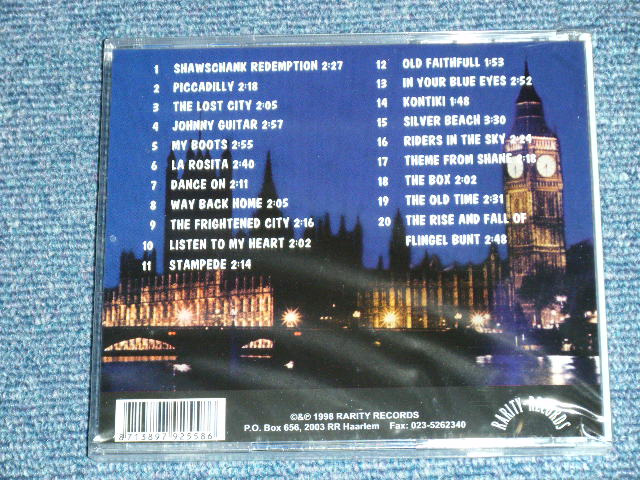 1 SHAWSCHANK REDEMPTION 2:27
2 PICCADILLY 2:18
3 THE LOST CITY 2:05
4 JOHNNY GUITAR 2:57
5 MY BOOTS 2:55
6 LA ROSITA 2:40
7 DANCE ON 2:11
8 WAY BACK HOME 2:05
9 THE FRIGHTENED CITY 2:16
10 LISTEN TO MY HEART 2:02
11 STAMPEDE 2:14
12 OLD FAITHFULL 1:53
13 IN YOUR BLUE EYES 2:52
14 KONTIKI 1:48
15 SILVER BEACH 3:30
16 RIDERS IN THE SKY 2:24
17 THEME FROM SHANE 4:18
18 THE BOX 2:02
19 THE OLD TIME 2:31
20 THE RISE AND FALL OF
FLINGEL BUNT 2:48
8713897 925586
©&℗ 1998 RARITY RECORDS
P.O. Box 656, 2003 RR Haarlem Fax: 023-5262340
RARITY RECORDS